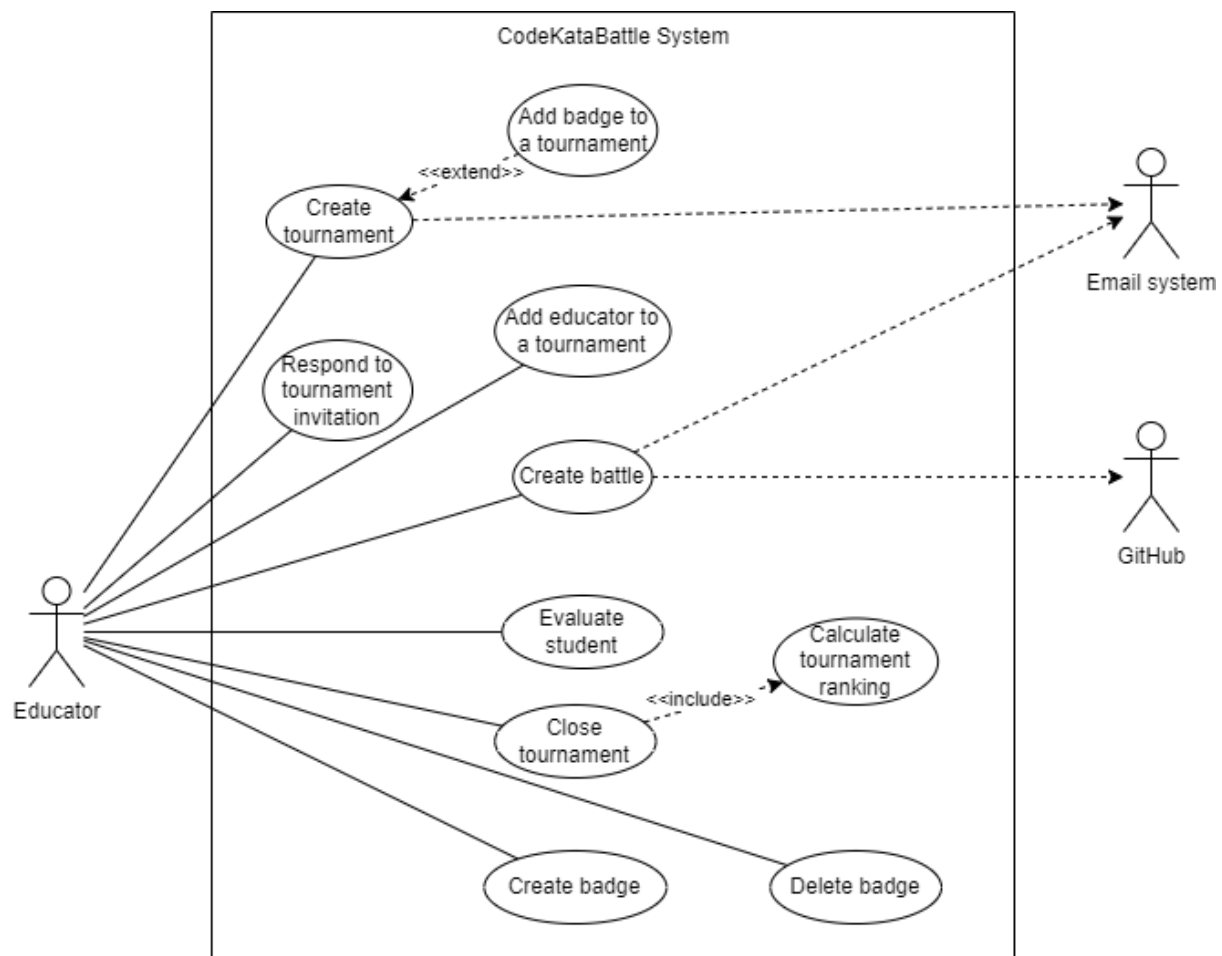 CodeKataBattle System
Add badge to
a tournament
<<extend>>
Create
tournament
Email system
Add educator to
a tournament
Respond to
tournament
invitation
Create battle
GitHub
Evaluate
student
Calculate
tournament
ranking
<<include>>
Educator
Close
tournament
Create badge
Delete badge